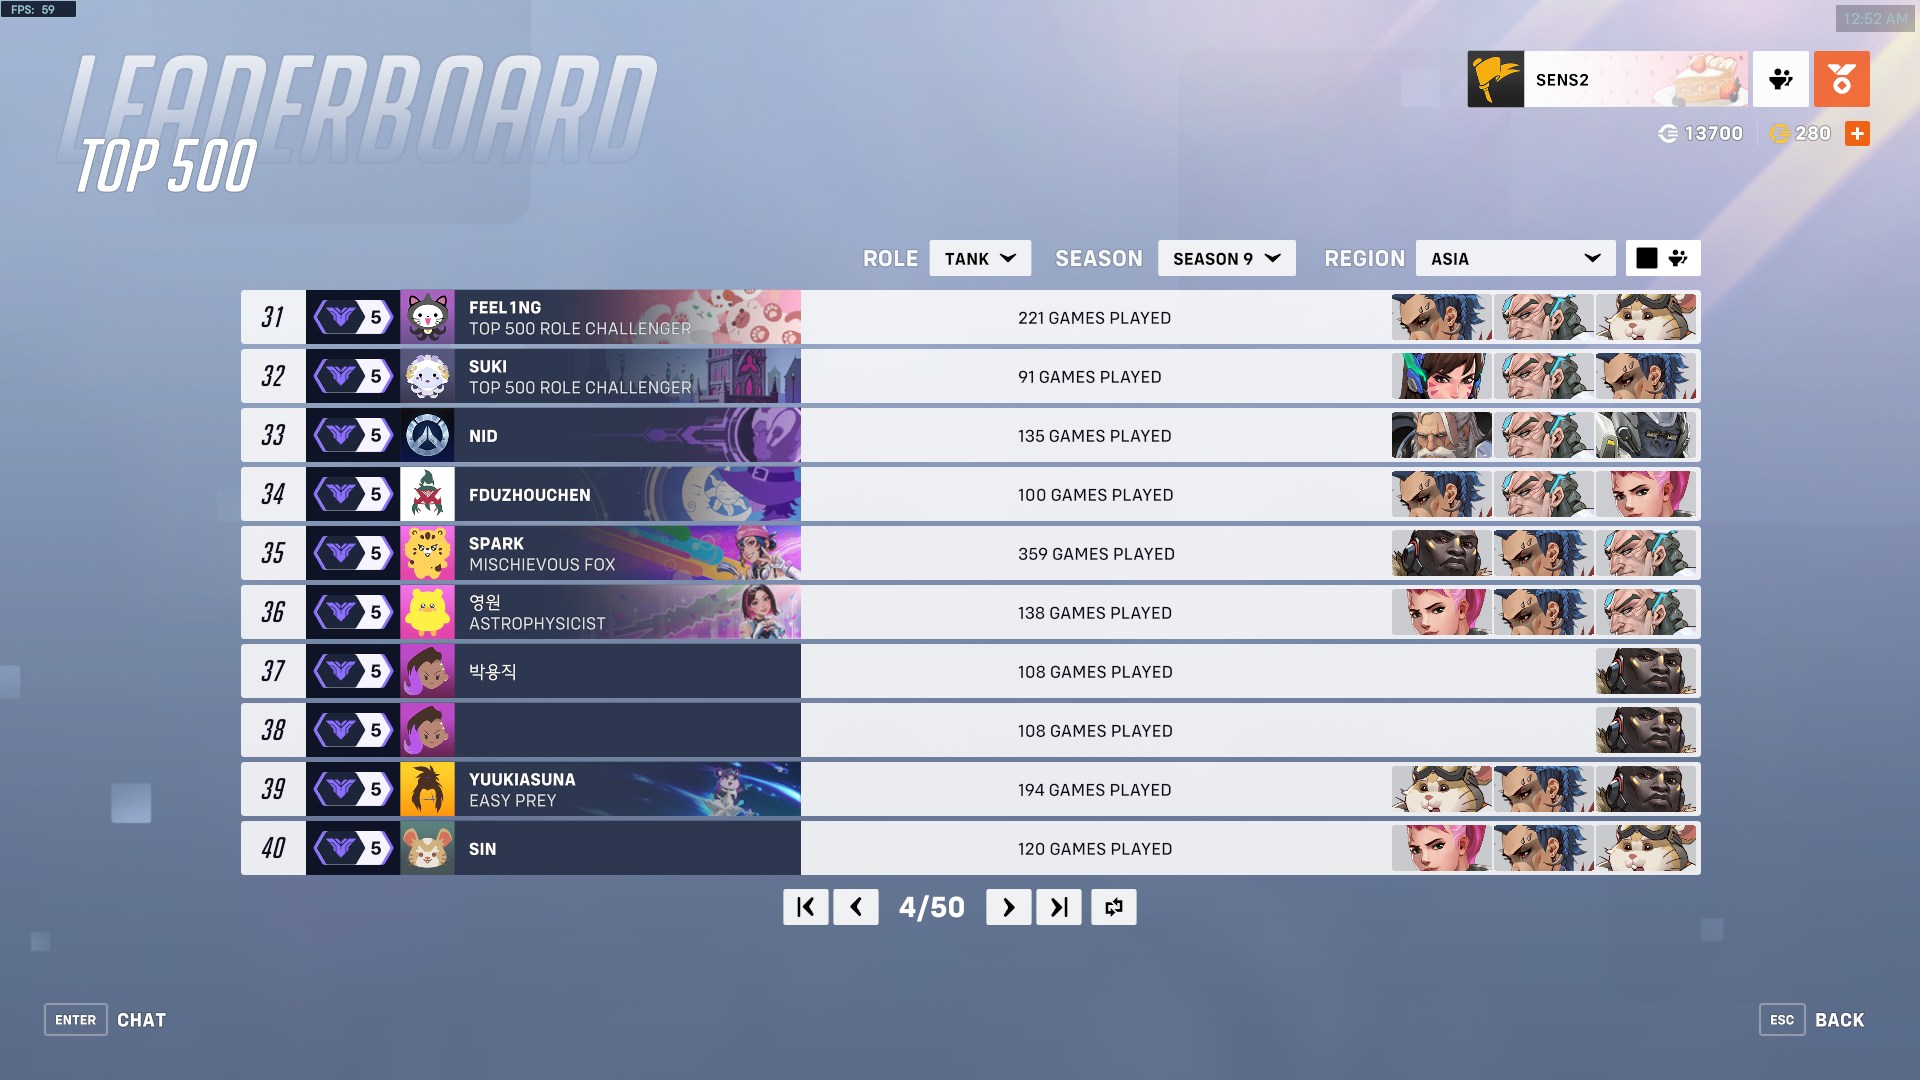 FPS: 59
12:52 AM
LEADERBOARD
TOP 500
SENS2
13700
280
ROLE TANK SEASON SEASON 9 REGION ASIA
31 5 FEEL1NG 221 GAMES PLAYED
TOP 500 ROLE CHALLENGER
32 5 SUKI 91 GAMES PLAYED
TOP 500 ROLE CHALLENGER
33 5 NID 135 GAMES PLAYED
34 5 FDUZHOUCHEN 100 GAMES PLAYED
35 5 SPARK 359 GAMES PLAYED
MISCHIEVOUS FOX
36 5 영원 138 GAMES PLAYED
ASTROPHYSICIST
37 5 박용직 108 GAMES PLAYED
38 5 108 GAMES PLAYED
39 5 YUUKIASUNA 194 GAMES PLAYED
EASY PREY
40 5 SIN 120 GAMES PLAYED
4/50
ENTER CHAT
ESC BACK